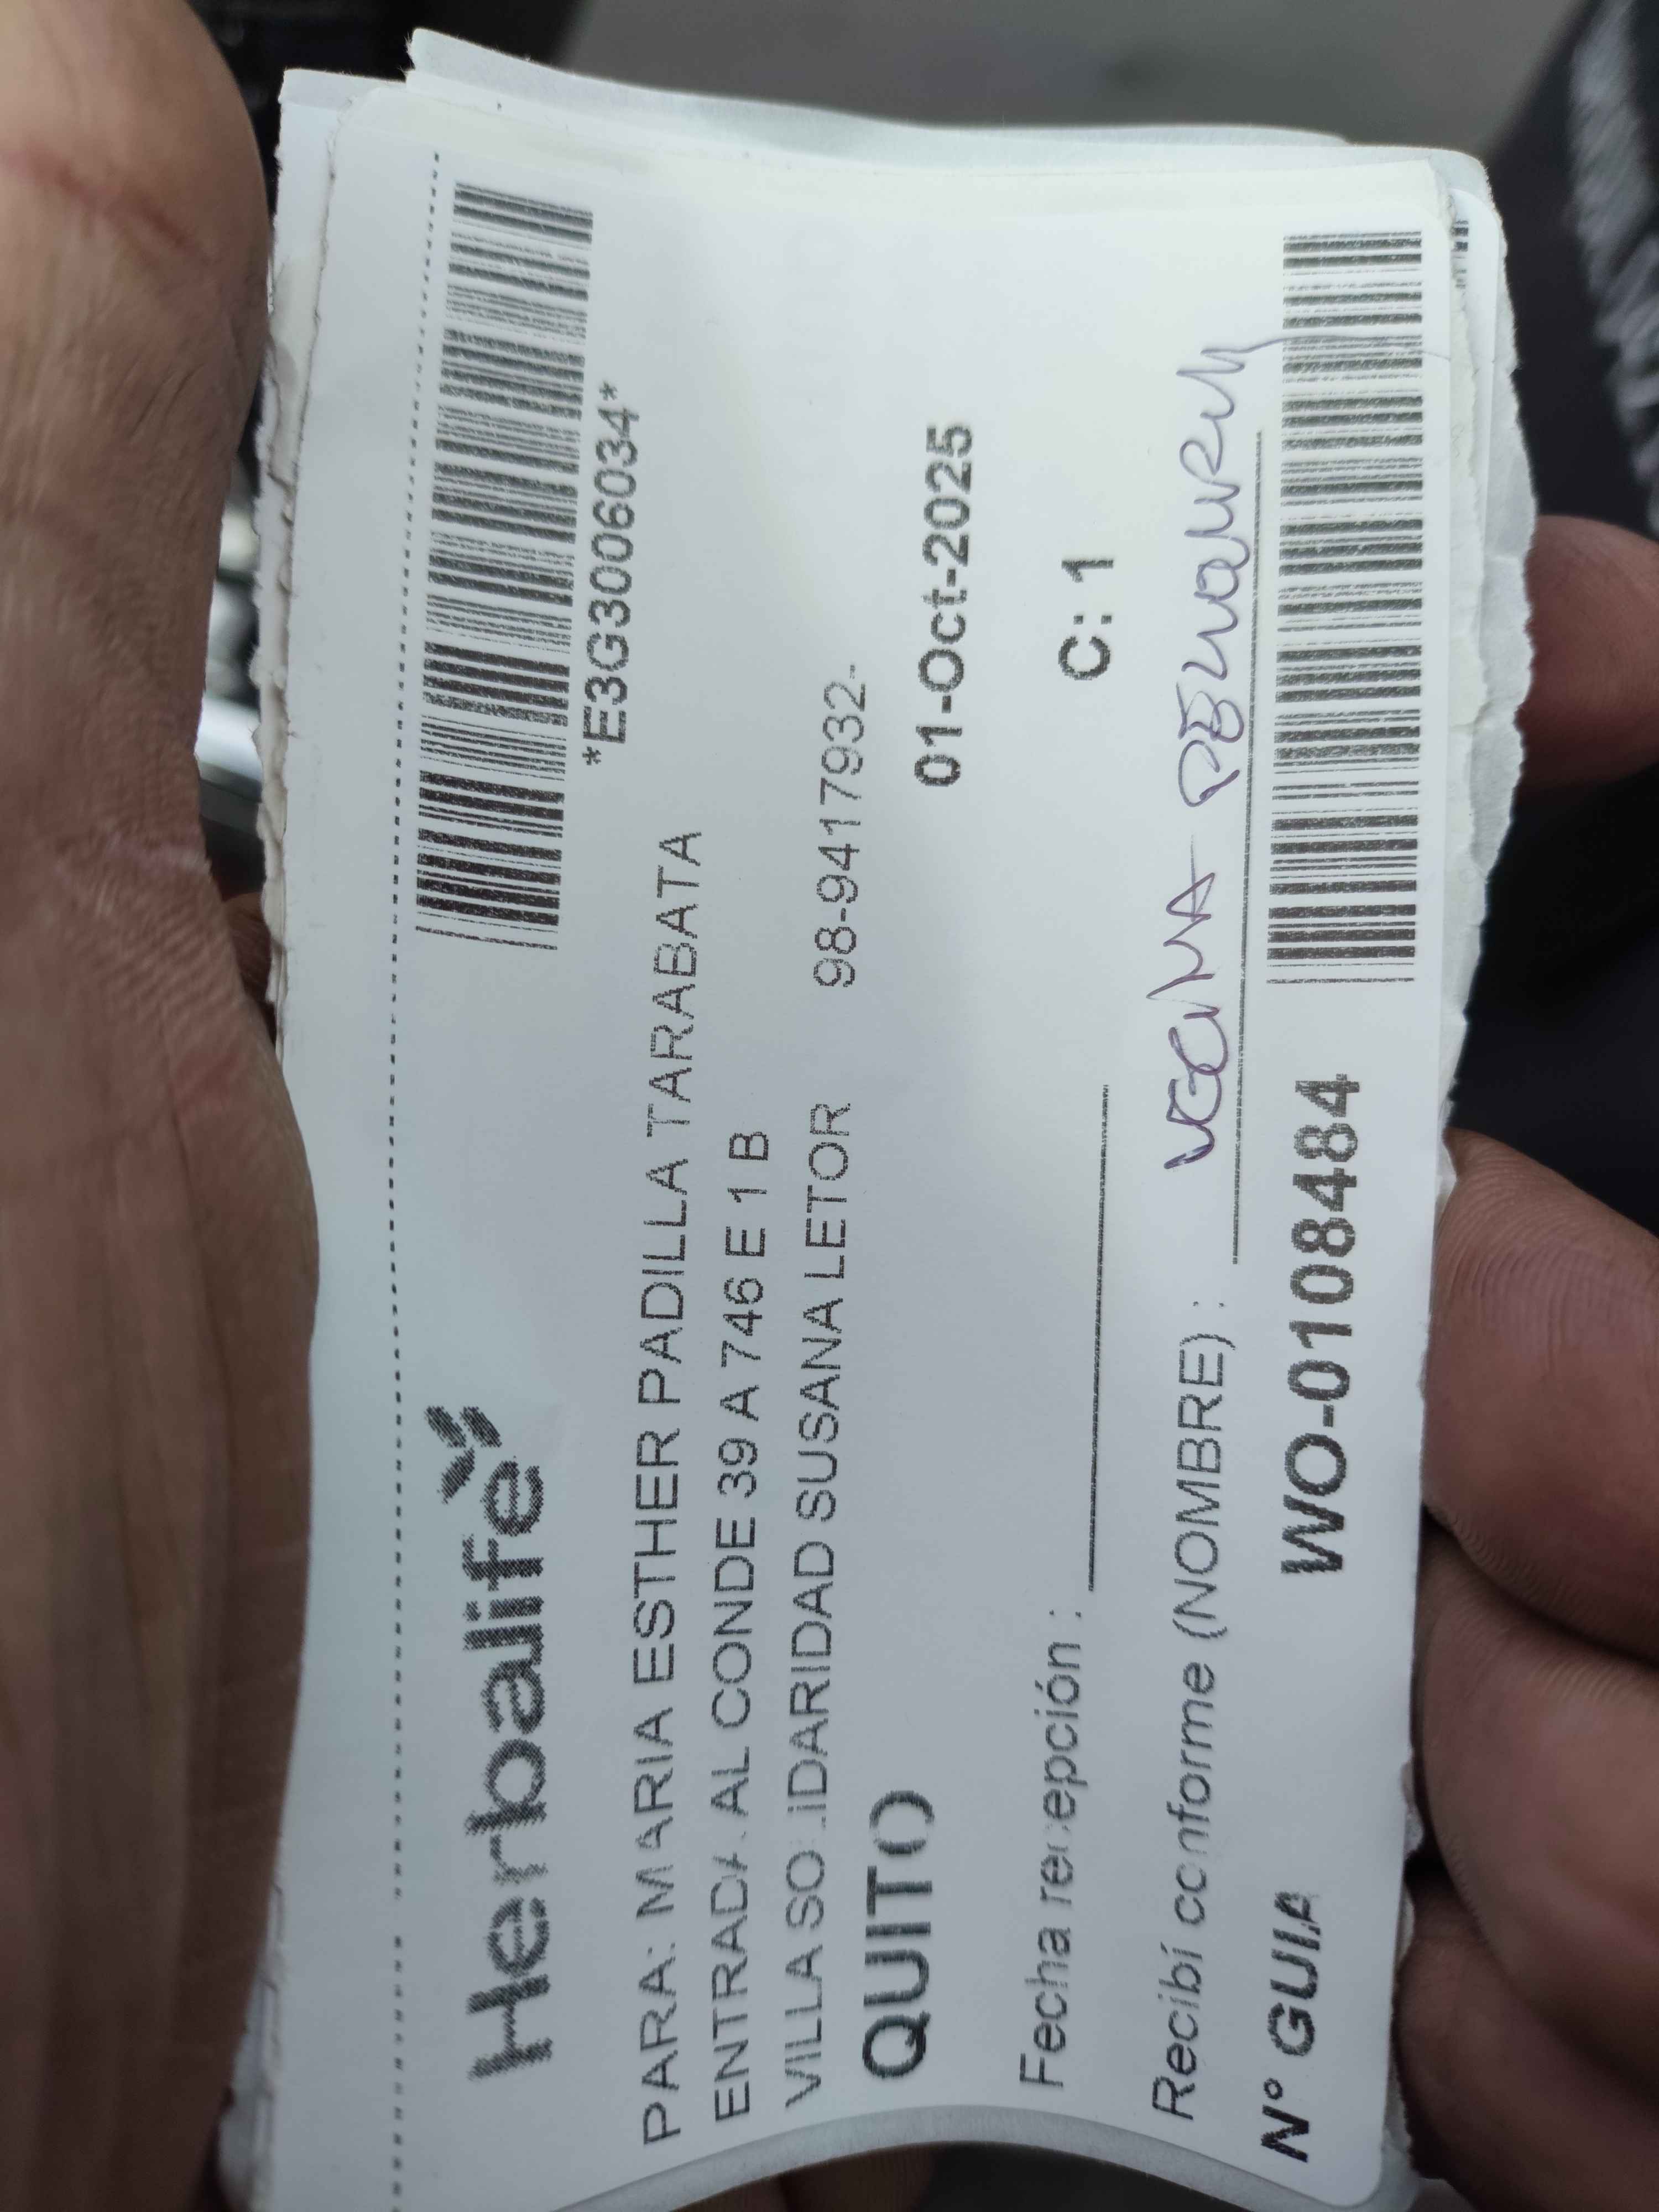 Herbalife
*E3G3006034*
PARA: MARIA ESTHER PADILLA TARABATA
ENTRADA AL CONDE 39 A 746 E 1 B
VILLA SOLIDARIDAD SUSANA LETOR 98-9417932-
QUITO 01-Oct-2025
Fecha recepción : C: 1
Recibí conforme (NOMBRE) :
N° GUIA WO-0108484